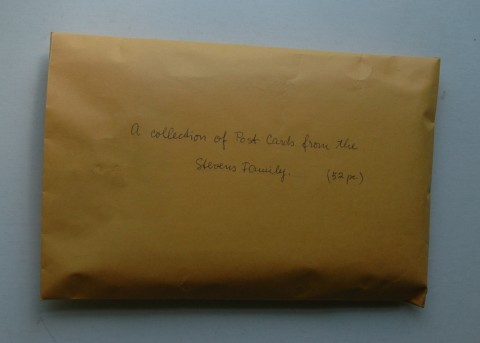 A collection of Post Cards from the
Stevens Family. (82 pc)